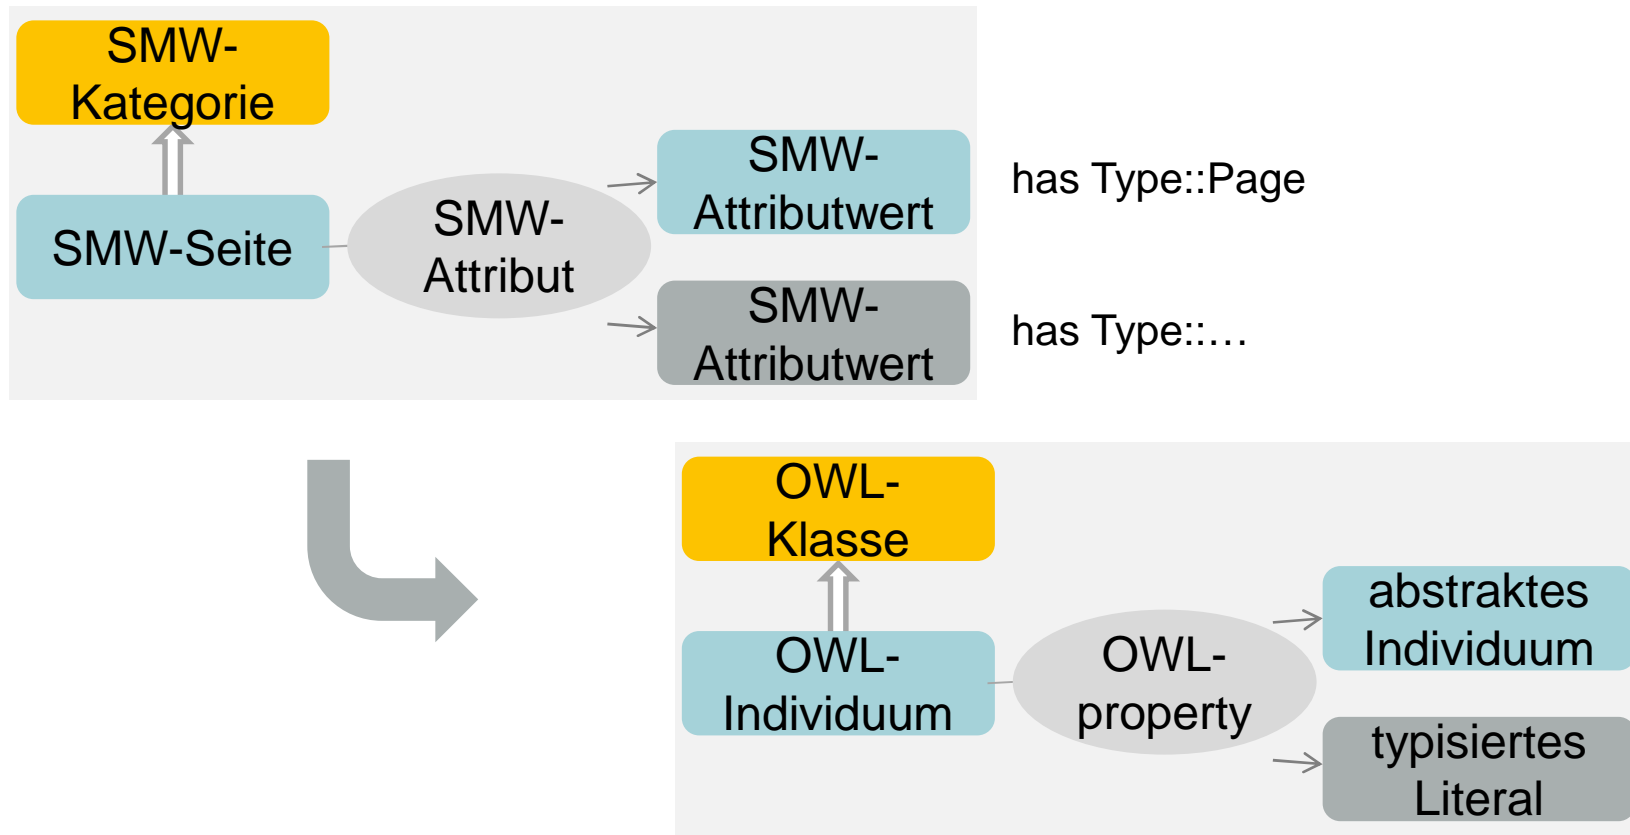 SMW-
Kategorie
SMW-Seite
SMW-
Attribut
SMW-
Attributwert
has Type::Page
SMW-
Attributwert
has Type::…
OWL-
Klasse
OWL-
Individuum
OWL-
property
abstraktes
Individuum
typisiertes
Literal